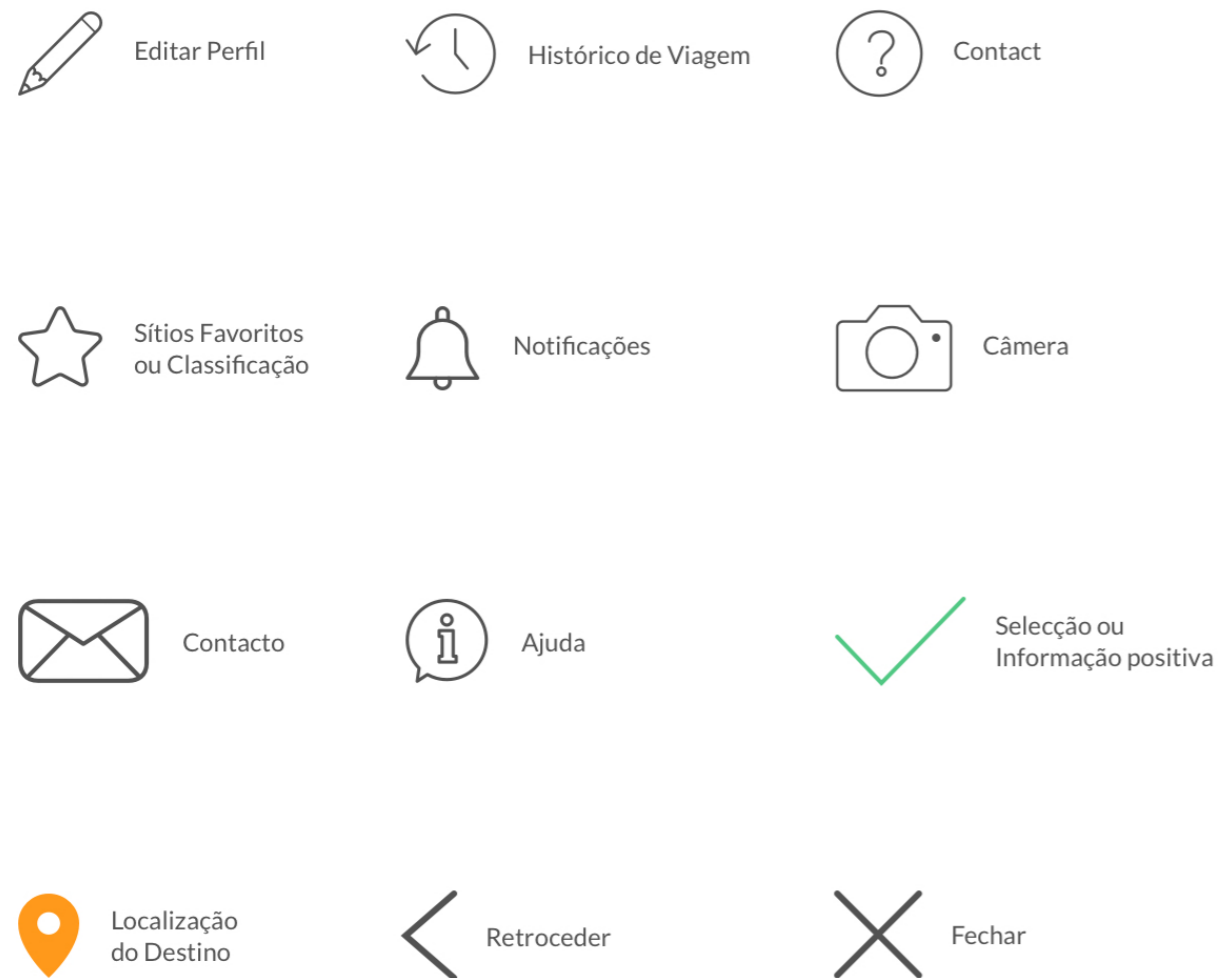 Editar Perfil
Histórico de Viagem
Contact
Sítios Favoritos
ou Classificação
Notificações
Câmera
Contacto
Ajuda
Selecção ou
Informação positiva
Localização
do Destino
Retroceder
Fechar